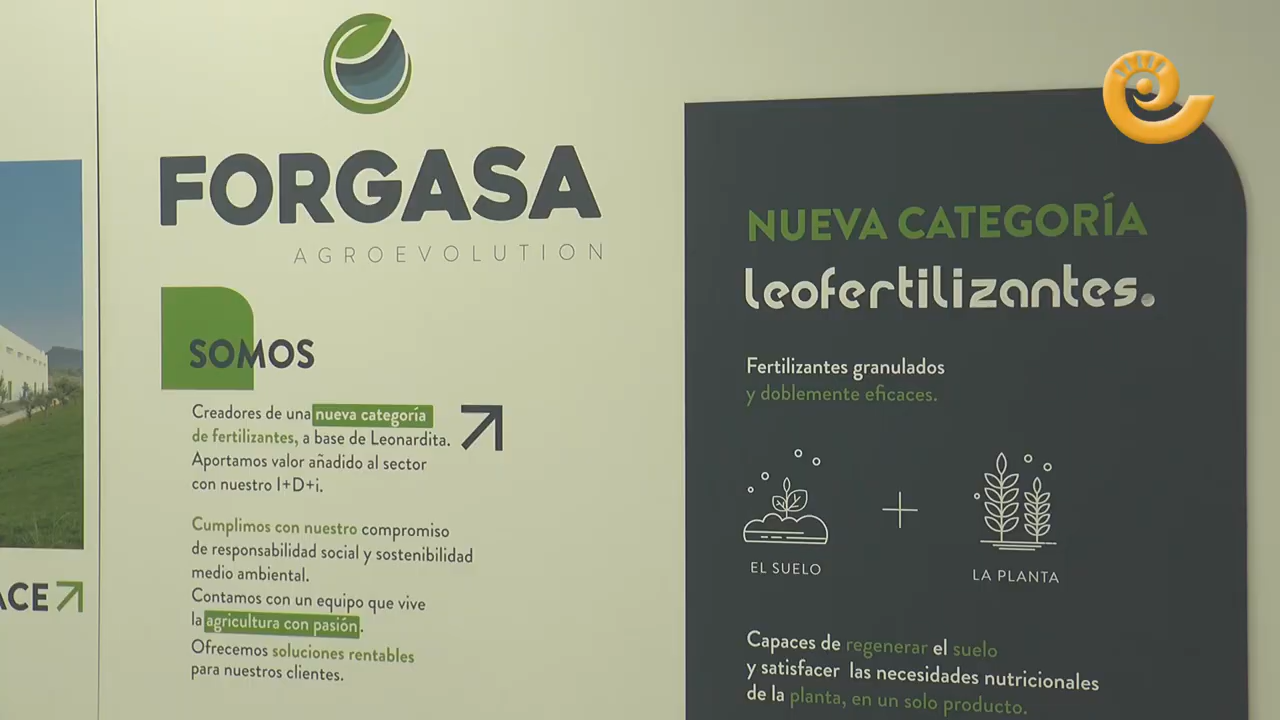 FORGASA
AGROEVOLUTION
SOMOS
Creadores de una nueva categoría
de fertilizantes, a base de Leonardita.
Aportamos valor añadido al sector
con nuestro I+D+i.
Cumplimos con nuestro compromiso
de responsabilidad social y sostenibilidad
medio ambiental.
Contamos con un equipo que vive
la agricultura con pasión.
Ofrecemos soluciones rentables
para nuestros clientes.
ACE
NUEVA CATEGORÍA
leofertilizantes.
Fertilizantes granulados
y doblemente eficaces.
EL SUELO
+
LA PLANTA
Capaces de regenerar el suelo
y satisfacer las necesidades nutricionales
de la planta, en un solo producto.